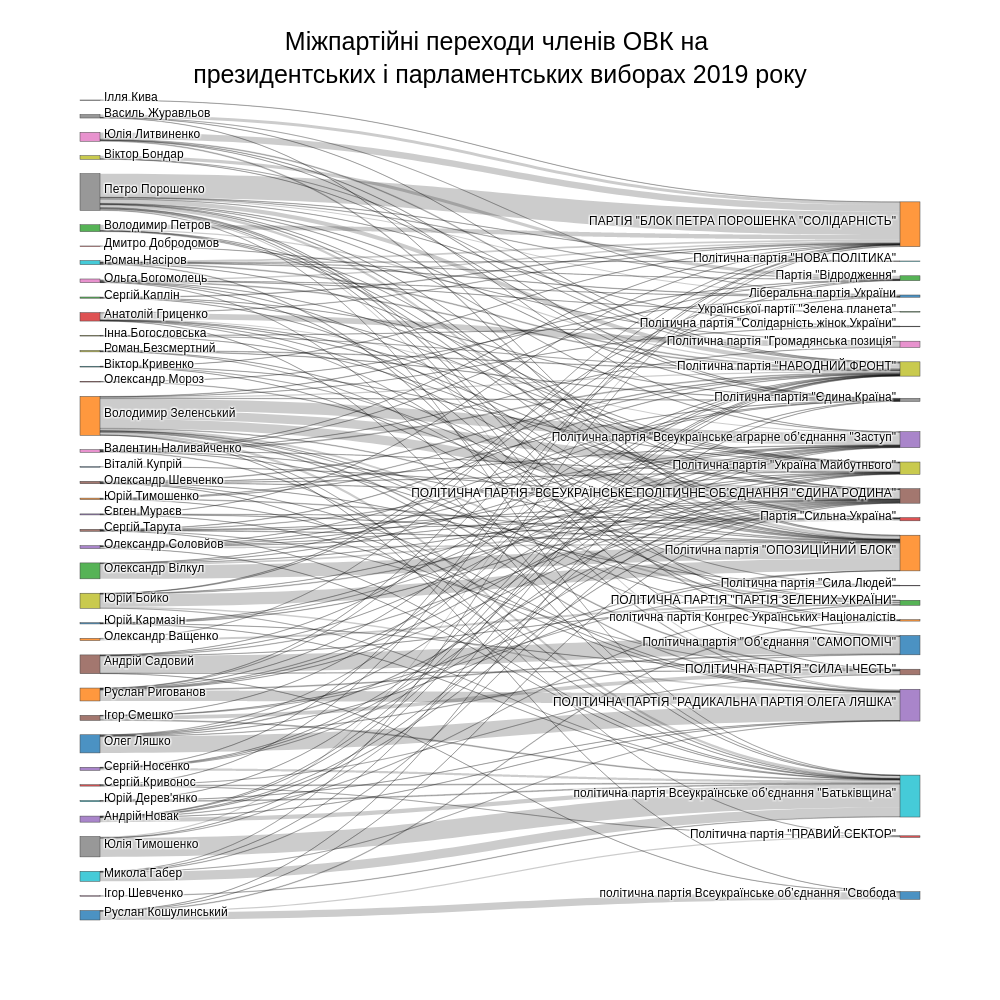 Міжпартійні переходи членів ОВК на
президентських і парламентських виборах 2019 року
Ілля Кива
Василь Журавльов
Юлія Литвиненко
Віктор Бондар
Петро Порошенко
Володимир Петров
Дмитро Добродомов
Роман Насіров
Ольга Богомолець
Сергій Каплін
Анатолій Гриценко
Інна Богословська
Роман Безсмертний
Віктор Кривенко
Олександр Мороз
Володимир Зеленський
Валентин Наливайченко
Віталій Купрій
Олександр Шевченко
Юрій Тимошенко
Євген Мураєв
Сергій Тарута
Олександр Соловйов
Олександр Вілкул
Юрій Бойко
Юрій Кармазін
Олександр Ващенко
Андрій Садовий
Руслан Ригованов
Ігор Смешко
Олег Ляшко
Сергій Носенко
Сергій Кривонос
Юрій Дерев'янко
Андрій Новак
Юлія Тимошенко
Микола Габер
Ігор Шевченко
Руслан Кошулинський
ПАРТІЯ "БЛОК ПЕТРА ПОРОШЕНКА "СОЛІДАРНІСТЬ"
Політична партія "НОВА ПОЛІТИКА"
Партія "Відродження"
Ліберальна партія України
Української партії "Зелена планета"
Політична партія "Солідарність жінок України"
Політична партія "Громадянська позиція"
Політична партія "НАРОДНИЙ ФРОНТ"
Політична партія "Єдина Країна"
Політична партія "Всеукраїнське аграрне об'єднання "Заступ"
Політична партія "Україна Майбутнього"
ПОЛІТИЧНА ПАРТІЯ "ВСЕУКРАЇНСЬКЕ ПОЛІТИЧНЕ ОБ'ЄДНАННЯ "ЄДИНА РОДИНА"
Партія "Сильна Україна"
Політична партія "ОПОЗИЦІЙНИЙ БЛОК"
Політична партія "Сила Людей"
ПОЛІТИЧНА ПАРТІЯ "ПАРТІЯ ЗЕЛЕНИХ УКРАЇНИ"
політична партія Конгрес Українських Націоналістів
Політична партія "Об'єднання "САМОПОМІЧ"
ПОЛІТИЧНА ПАРТІЯ "СИЛА І ЧЕСТЬ"
ПОЛІТИЧНА ПАРТІЯ "РАДИКАЛЬНА ПАРТІЯ ОЛЕГА ЛЯШКА"
політична партія Всеукраїнське об'єднання "Батьківщина"
Політична партія "ПРАВИЙ СЕКТОР"
політична партія Всеукраїнське об'єднання "Свобода